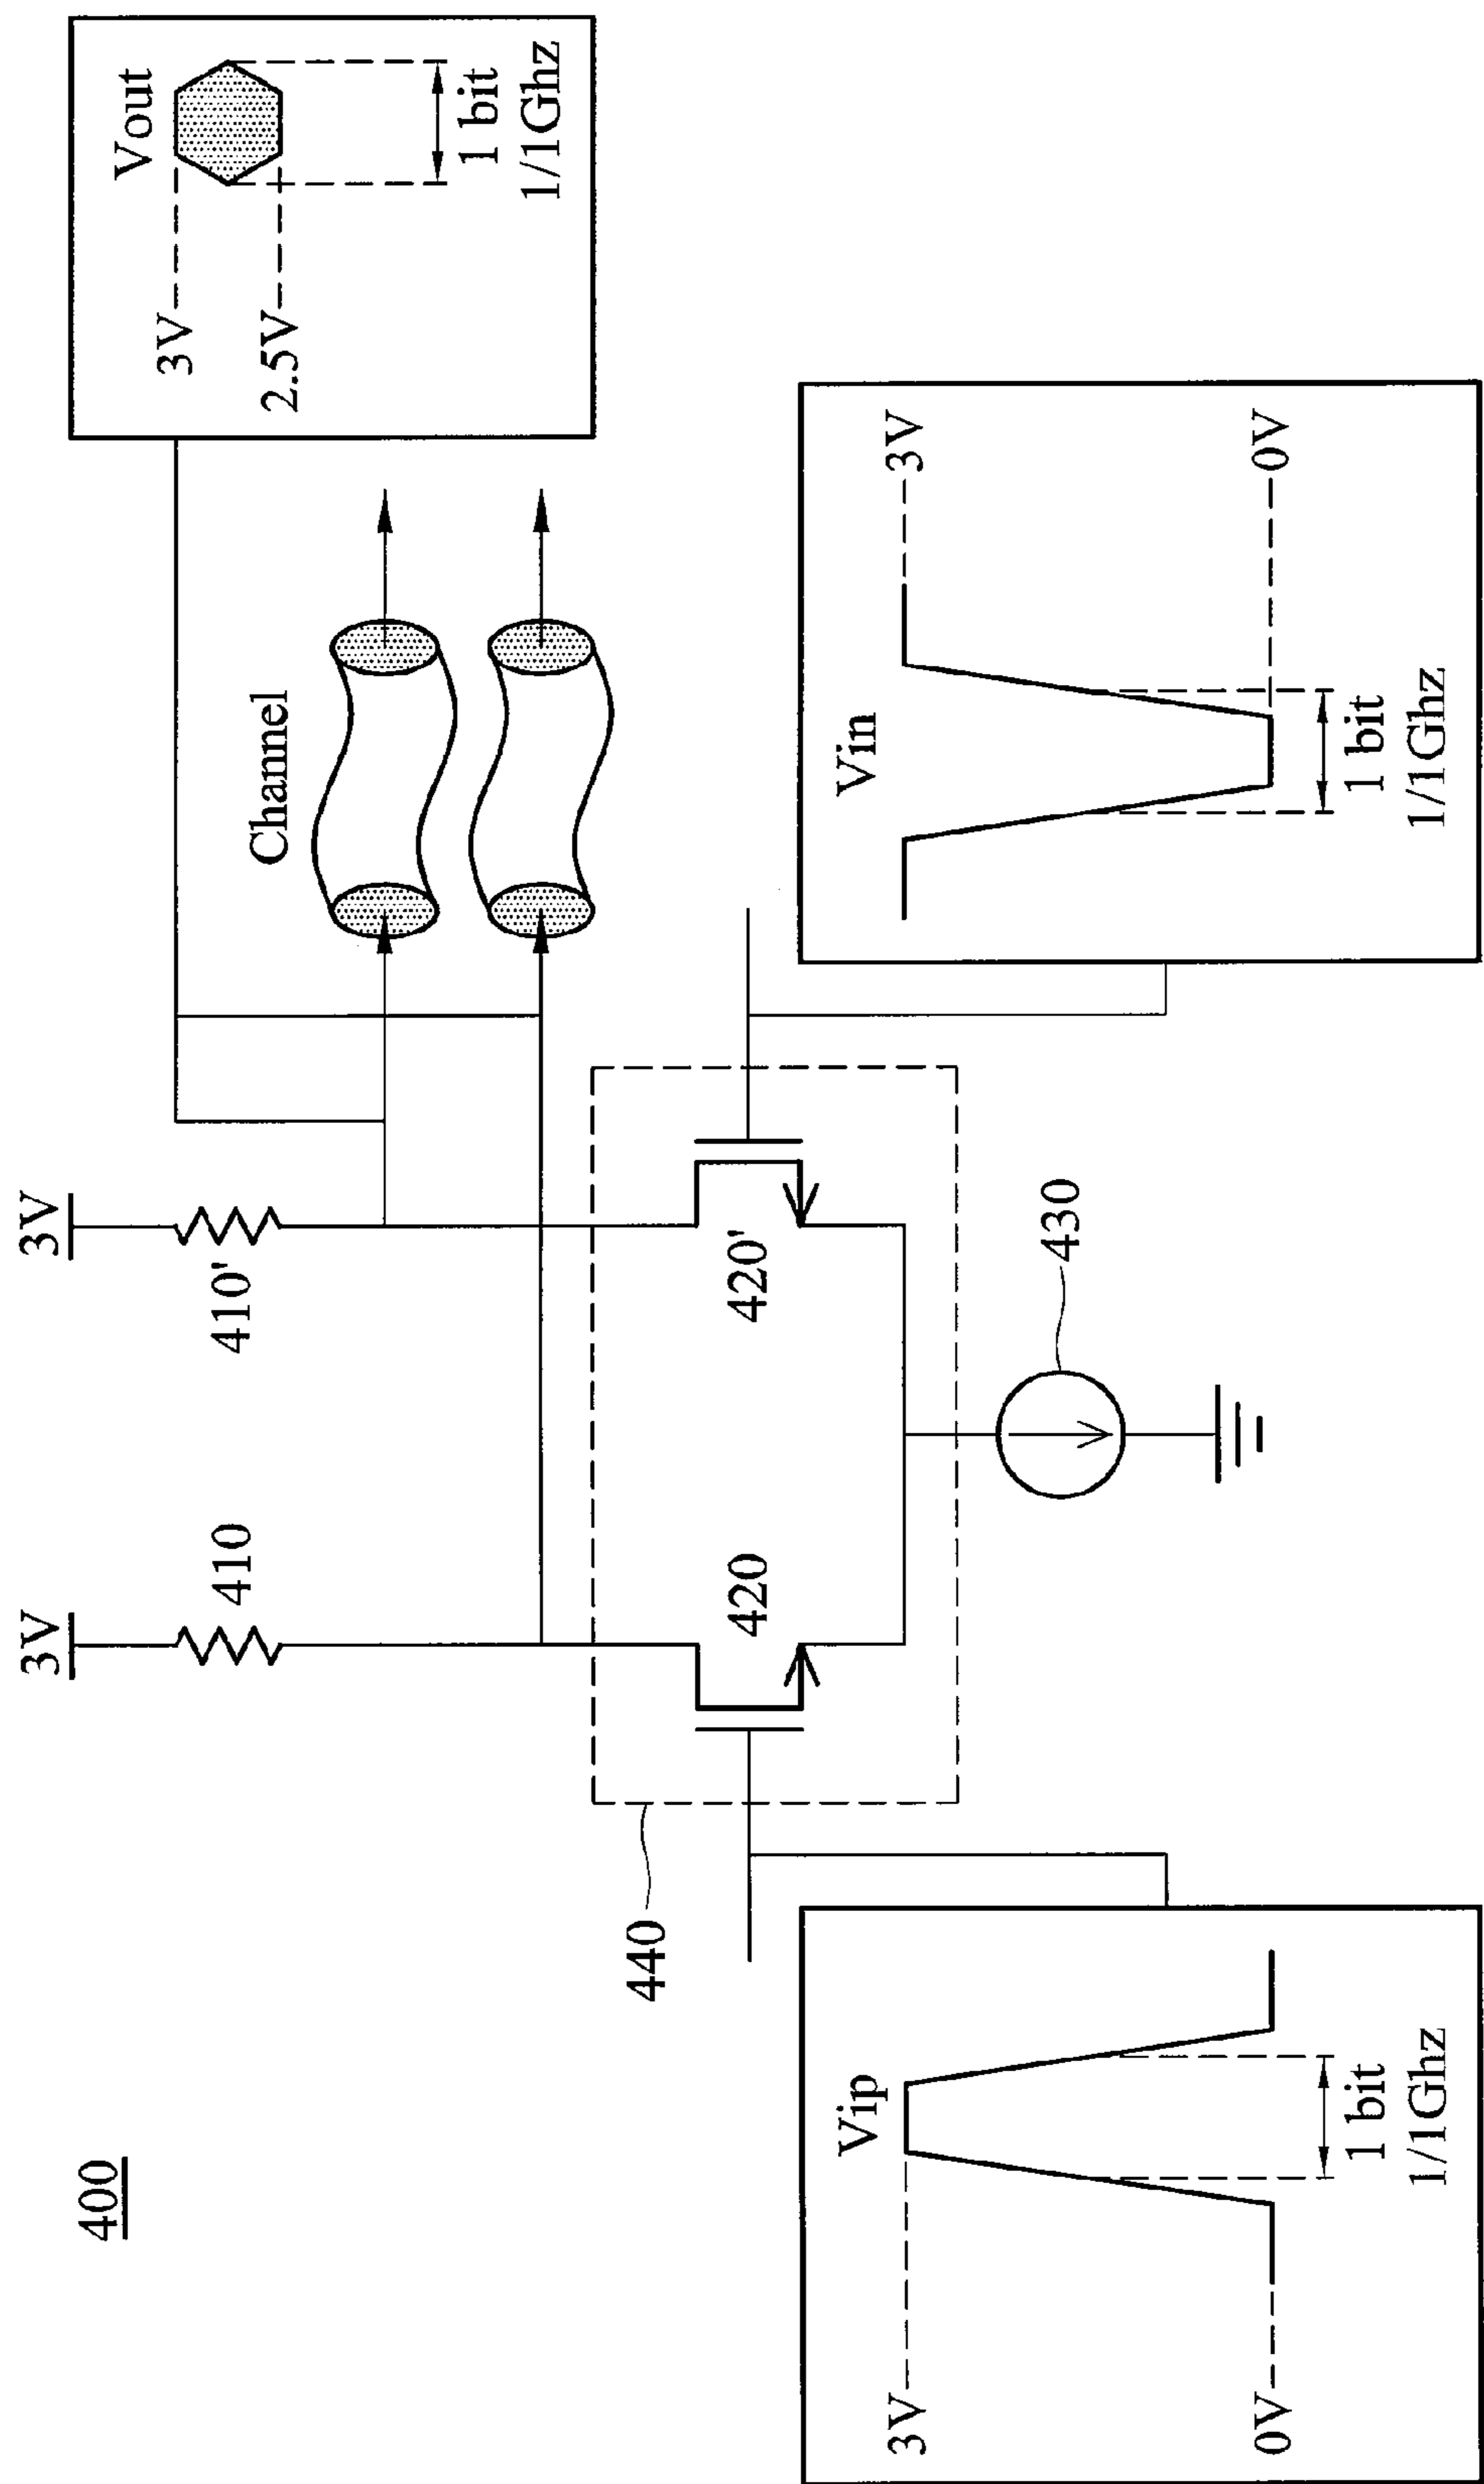 400
3V
3V
410
410'
Vout
3V
2.5V
1 bit
1/1Ghz
Channel
440
420
420'
430
Vip
3V
0V
1 bit
1/1Ghz
Vin
3V
0V
1 bit
1/1Ghz